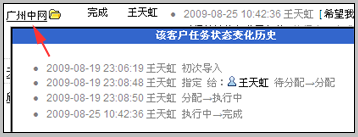 广州中网 完成 王天虹 2009-08-25 10:42:36 王天虹 [希望我
该客户任务状态变化历史
2009-08-19 23:06:19 王天虹 初次导入
2009-08-19 23:08:48 王天虹 指定 给：王天虹 待分配→分配
2009-08-19 23:08:50 王天虹 分配→执行中
2009-08-25 10:42:36 王天虹 执行中→完成